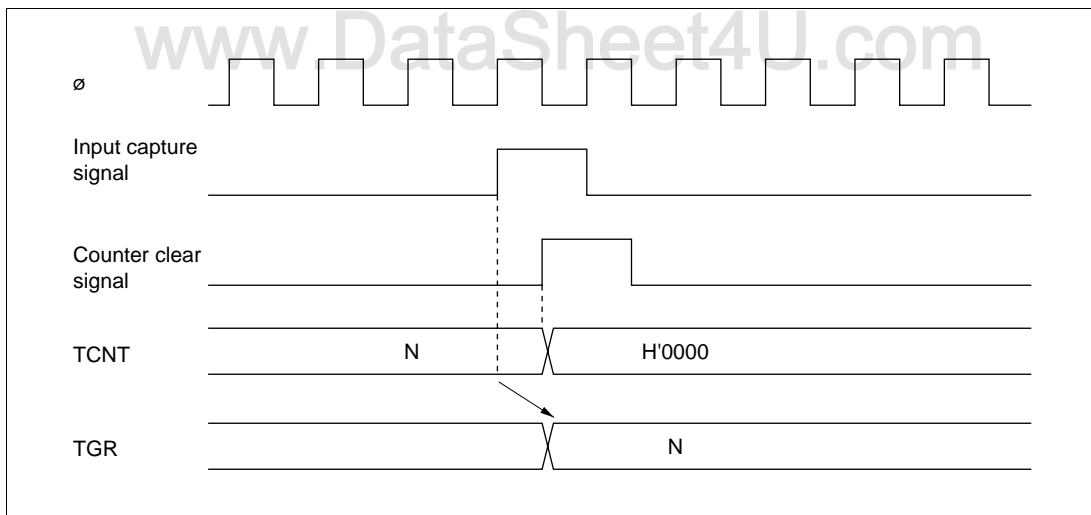 www.DataSheet4U.com
ø
Input capture
signal
Counter clear
signal
TCNT
N
H'0000
TGR
N